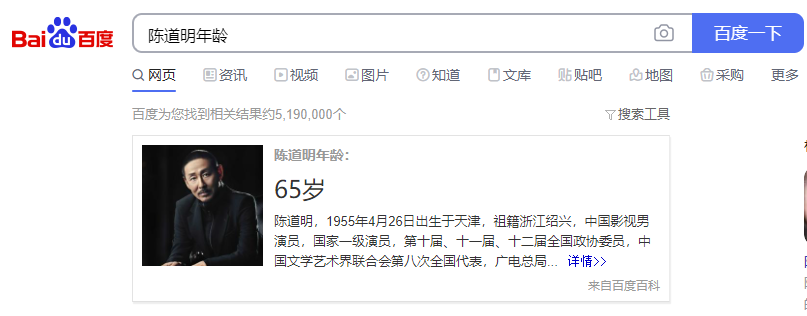 Bai du 百度
陈道明年龄
百度一下
网页 资讯 视频 图片 知道 文库 贴吧 地图 采购 更多
百度为您找到相关结果约5,190,000个
搜索工具
陈道明年龄：
65岁
陈道明，1955年4月26日出生于天津，祖籍浙江绍兴，中国影视男
演员，国家一级演员，第十届、十一届、十二届全国政协委员，中
国文学艺术界联合会第八次全国代表，广电总局... 详情>>
来自百度百科